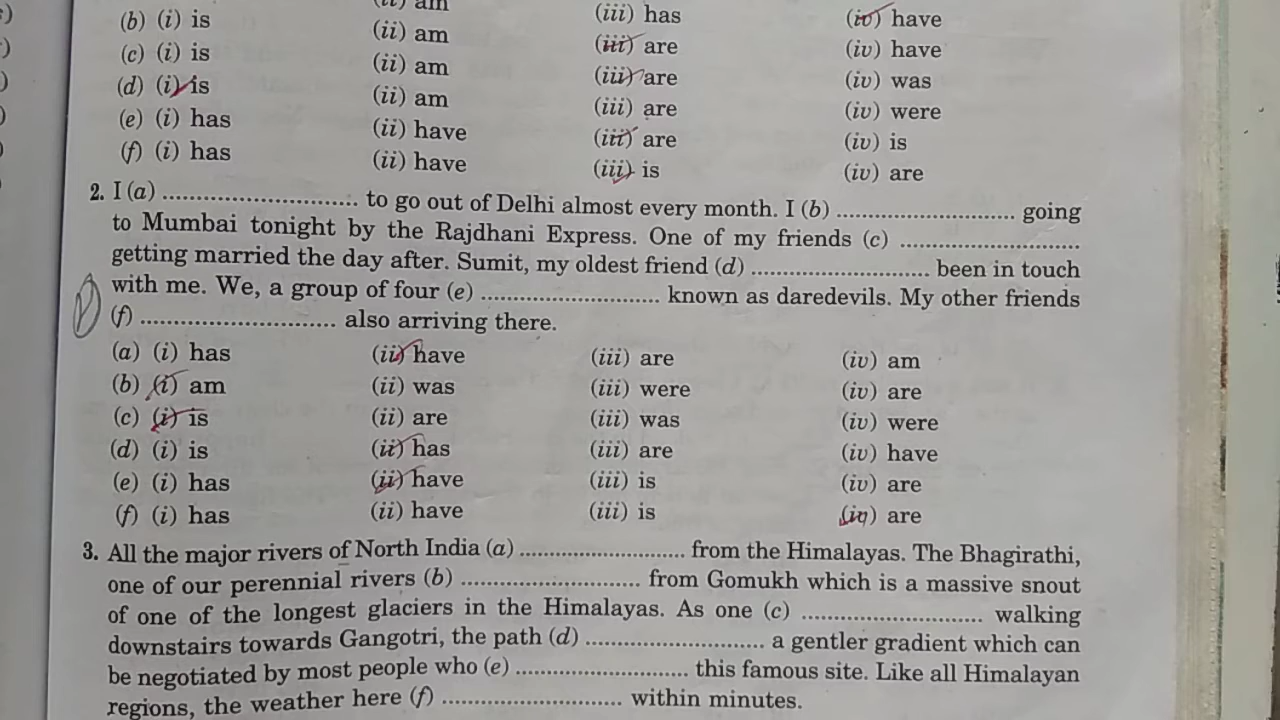 (ii) am
(b) (i) is (ii) am (iii) has (iv) have
(c) (i) is (ii) am (iii) are (iv) have
(d) (i) is (ii) am (iii) are (iv) was
(e) (i) has (ii) have (iii) are (iv) were
(f) (i) has (ii) have (iii) are (iv) is
(iii) is (iv) are
2. I (a) .............................. to go out of Delhi almost every month. I (b) ............................ going
to Mumbai tonight by the Rajdhani Express. One of my friends (c) ............................
getting married the day after. Sumit, my oldest friend (d) ............................ been in touch
with me. We, a group of four (e) ............................ known as daredevils. My other friends
(f) .............................. also arriving there.
(a) (i) has (ii) have (iii) are (iv) am
(b) (i) am (ii) was (iii) were (iv) are
(c) (i) is (ii) are (iii) was (iv) were
(d) (i) is (ii) has (iii) are (iv) have
(e) (i) has (ii) have (iii) is (iv) are
(f) (i) has (ii) have (iii) is (iv) are
3. All the major rivers of North India (a) .......................... from the Himalayas. The Bhagirathi,
one of our perennial rivers (b) ............................ from Gomukh which is a massive snout
of one of the longest glaciers in the Himalayas. As one (c) ............................ walking
downstairs towards Gangotri, the path (d) ............................ a gentler gradient which can
be negotiated by most people who (e) ........................... this famous site. Like all Himalayan
regions, the weather here (f) ............................ within minutes.